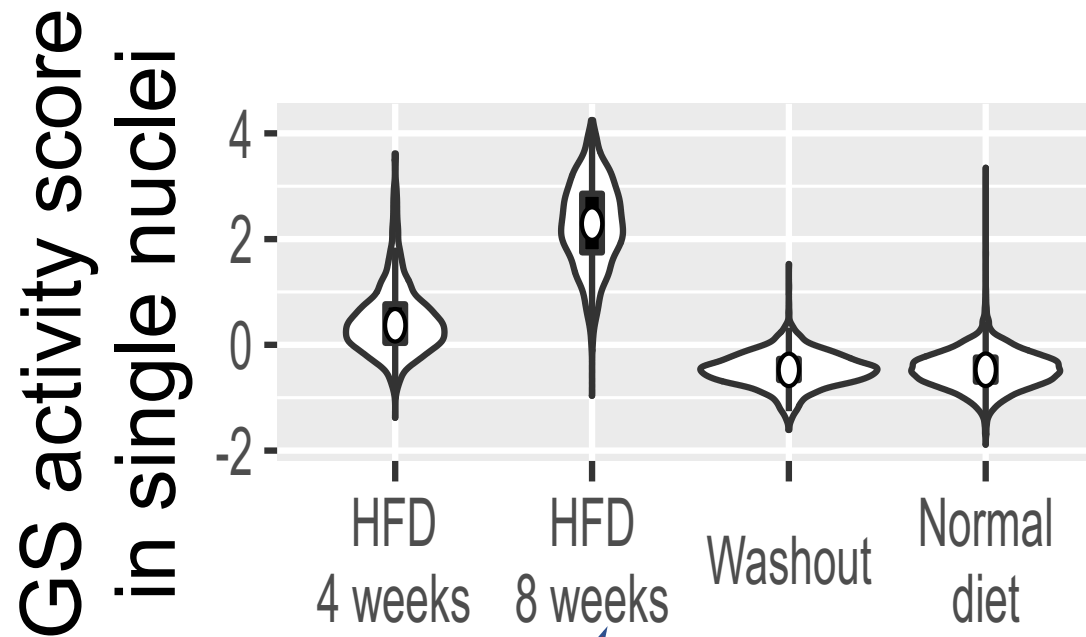 GS activity score
in single nuclei
4
2
0
-2
HFD
4 weeks
HFD
8 weeks
Washout
Normal
diet